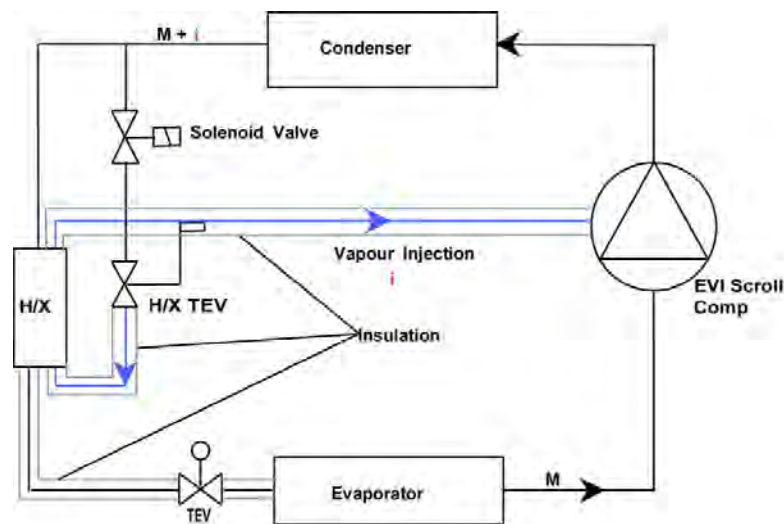 M + i
Condenser
Solenoid Valve
Vapour Injection
i
EVI Scroll
Comp
H/X
H/X TEV
Insulation
TEV
Evaporator
M